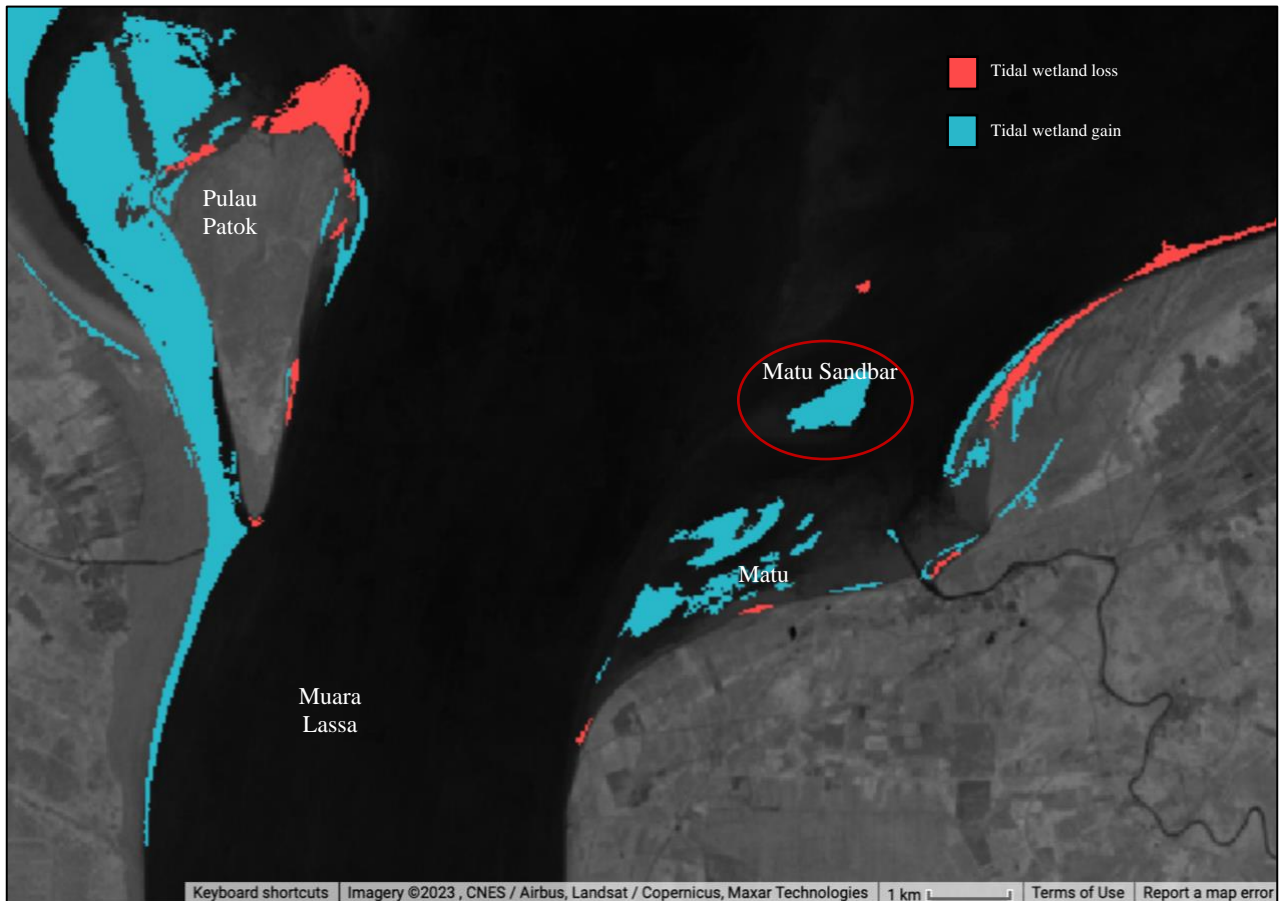 Tidal wetland loss
Tidal wetland gain
Pulau
Patok
Matu Sandbar
Matu
Muara
Lassa
Keyboard shortcuts
Imagery ©2023 , CNES / Airbus, Landsat / Copernicus, Maxar Technologies
1 km
Terms of Use
Report a map error